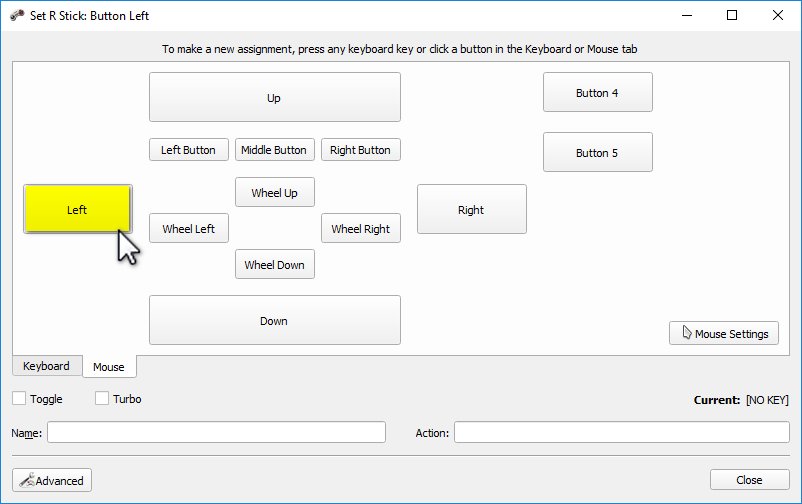 Set R Stick: Button Left
To make a new assignment, press any keyboard key or click a button in the Keyboard or Mouse tab
Up
Button 4
Left Button
Middle Button
Right Button
Button 5
Wheel Up
Left
Right
Wheel Left
Wheel Right
Wheel Down
Down
Mouse Settings
Keyboard
Mouse
Toggle
Turbo
Current: [NO KEY]
Name:
Action:
Advanced
Close